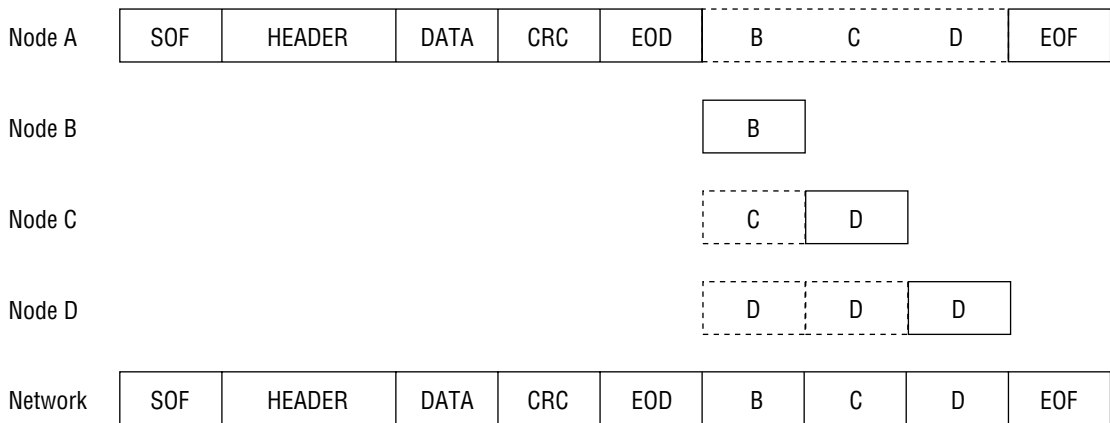 Node A SOF HEADER DATA CRC EOD B C D EOF
Node B B
Node C C D
Node D D D D
Network SOF HEADER DATA CRC EOD B C D EOF